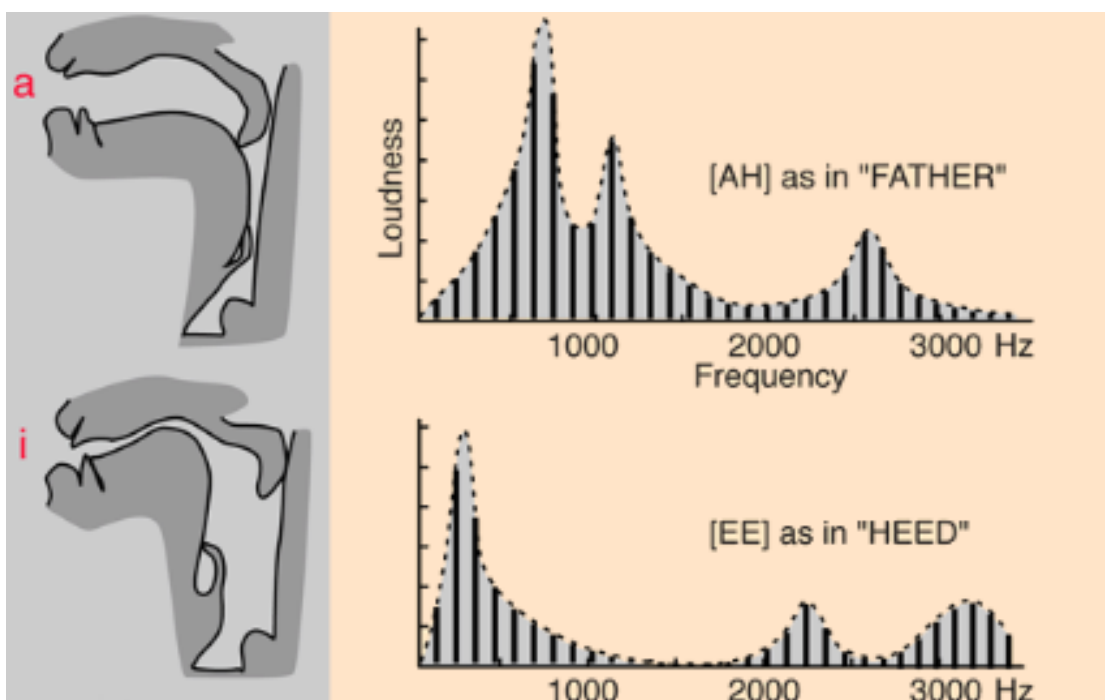 a
Loudness
[AH] as in "FATHER"
1000 2000 3000 Hz
Frequency
i
[EE] as in "HEED"
1000 2000 3000 Hz